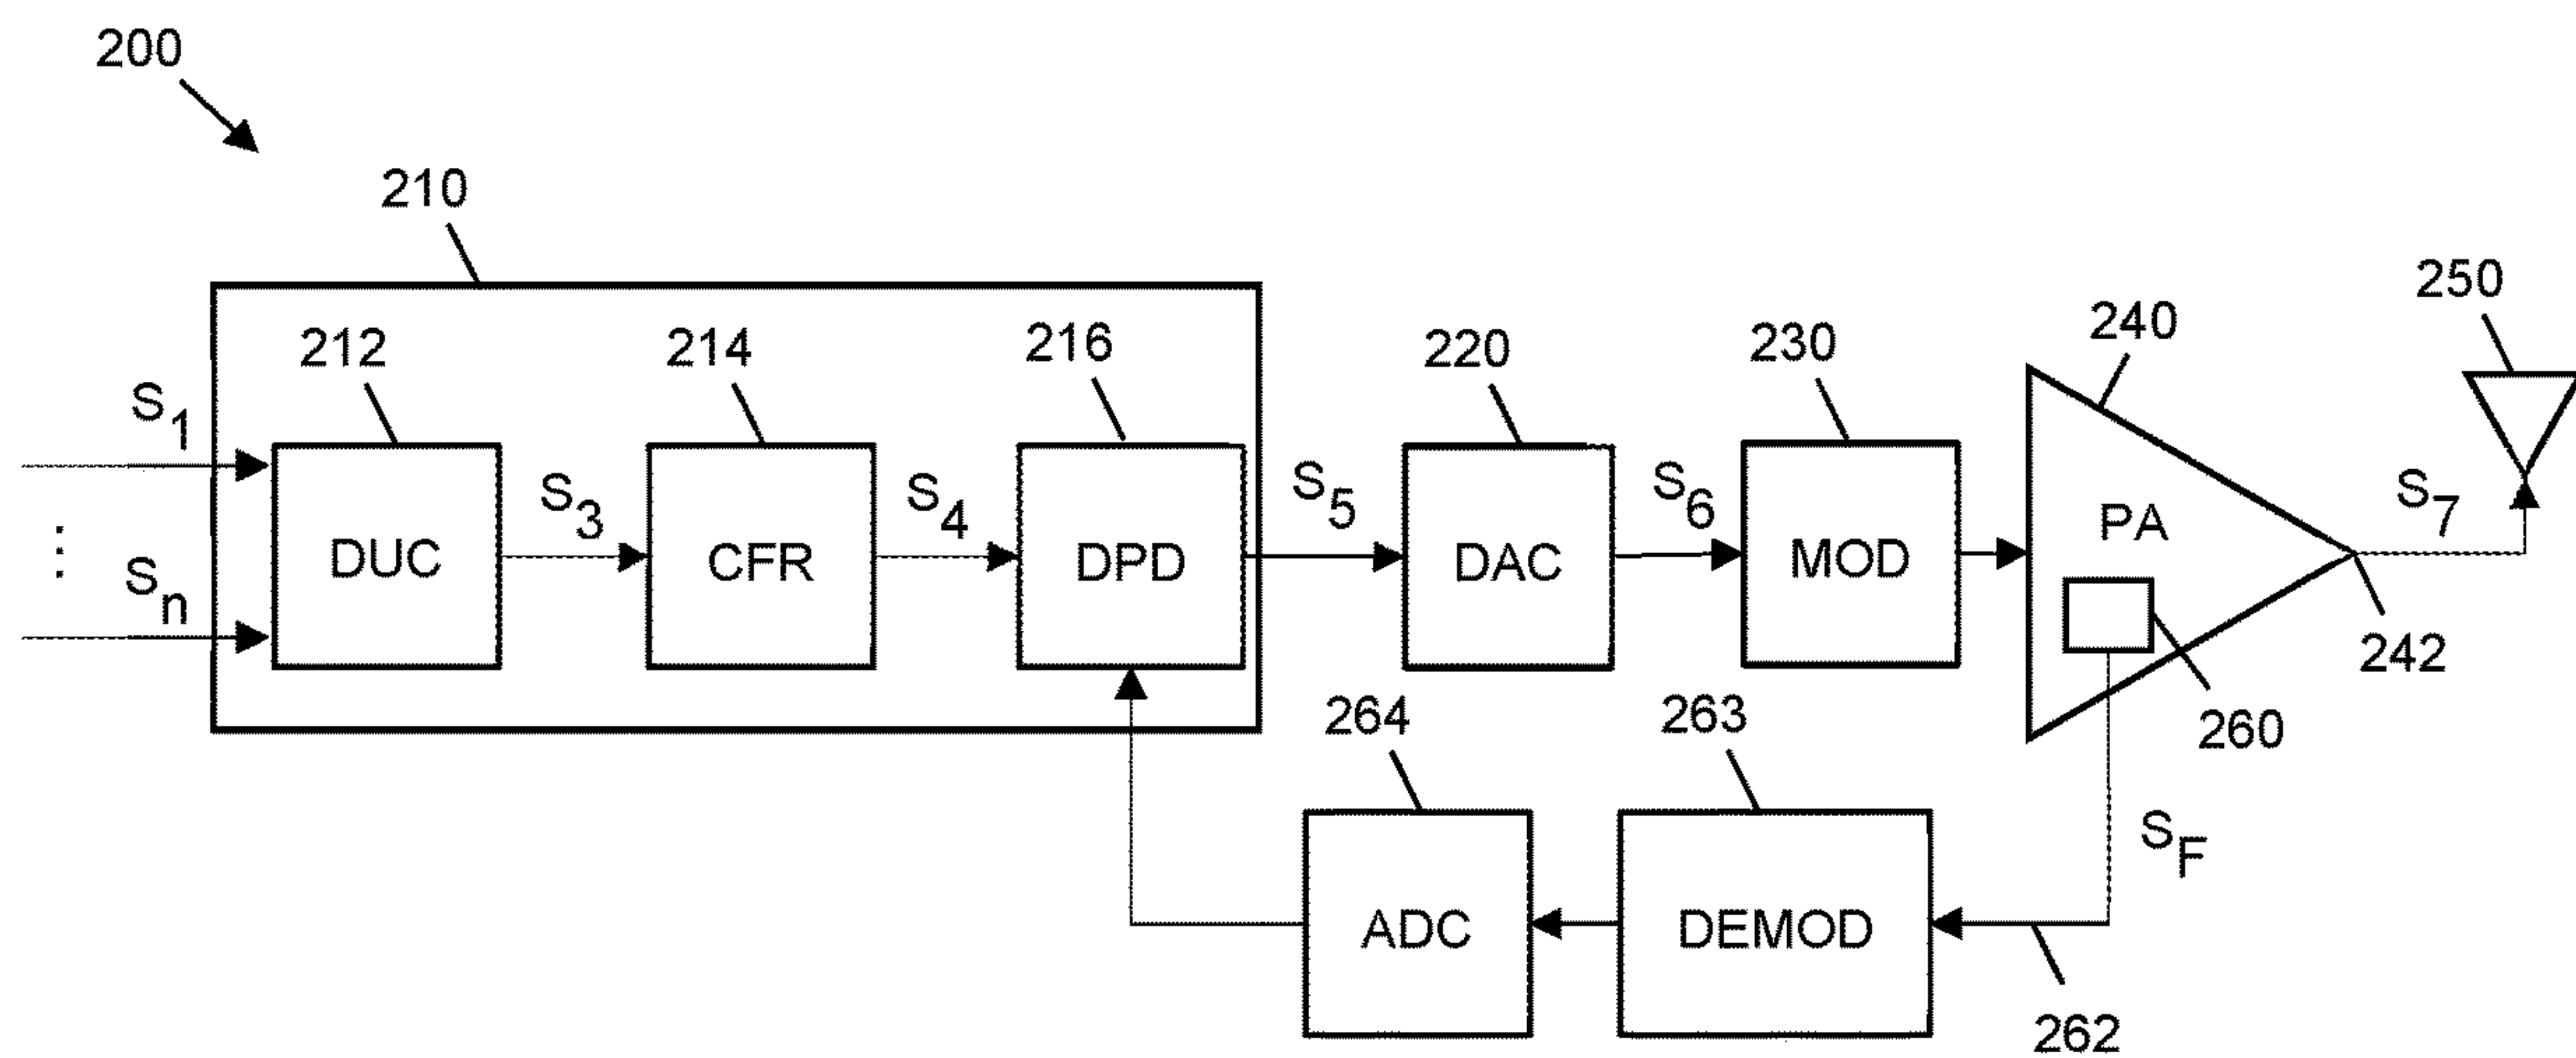 200
210
250
240
212
214
216
220
230
S1
S3
S4
S5
S6
S7
⋮
DUC
CFR
DPD
DAC
MOD
PA
Sn
242
264
263
260
SF
ADC
DEMOD
262